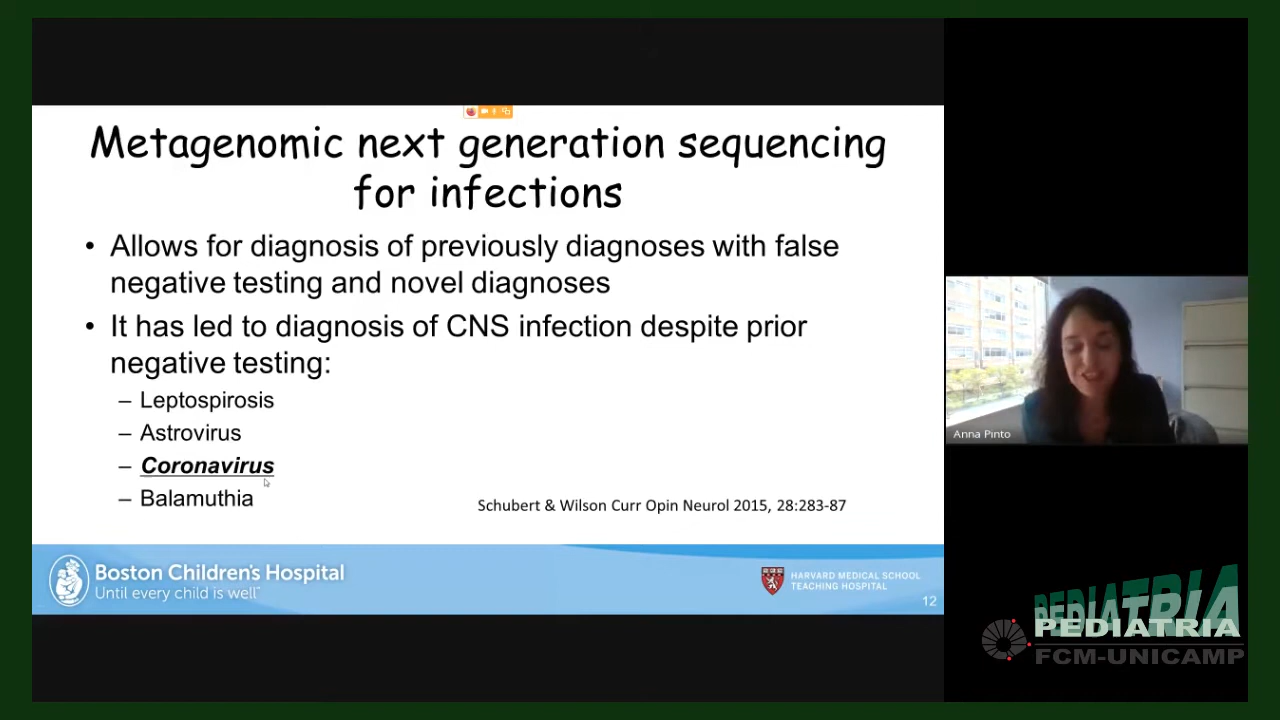 Metagenomic next generation sequencing
for infections
• Allows for diagnosis of previously diagnoses with false
negative testing and novel diagnoses
• It has led to diagnosis of CNS infection despite prior
negative testing:
– Leptospirosis
– Astrovirus
– Coronavirus
– Balamuthia
Schubert & Wilson Curr Opin Neurol 2015, 28:283-87
Boston Children's Hospital
Until every child is well™
HARVARD MEDICAL SCHOOL
TEACHING HOSPITAL
12
Anna Pinto
PEDIATRIA
PEDIATRIA
FCM-UNICAMP